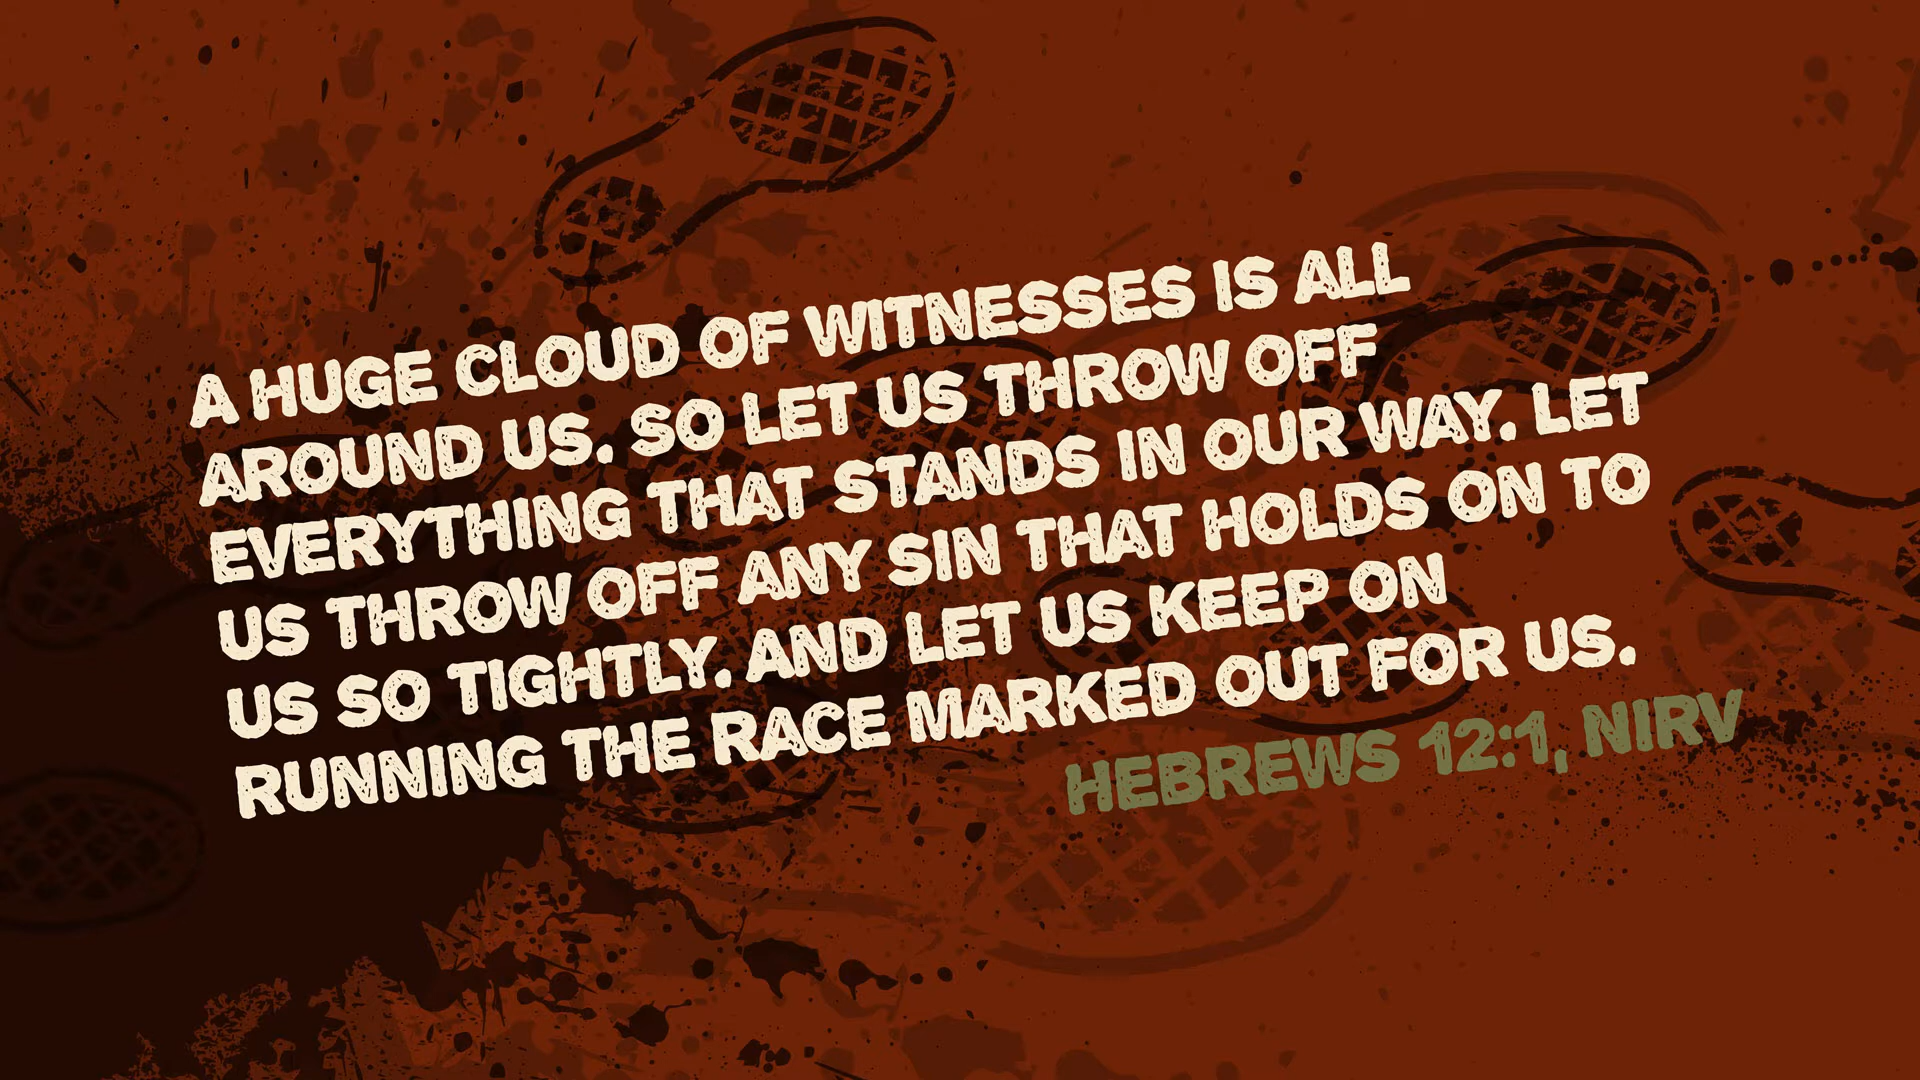 A HUGE CLOUD OF WITNESSES IS ALL
AROUND US. SO LET US THROW OFF
EVERYTHING THAT STANDS IN OUR WAY. LET
US THROW OFF ANY SIN THAT HOLDS ON TO
US SO TIGHTLY. AND LET US KEEP ON
RUNNING THE RACE MARKED OUT FOR US.
HEBREWS 12:1, NIRV